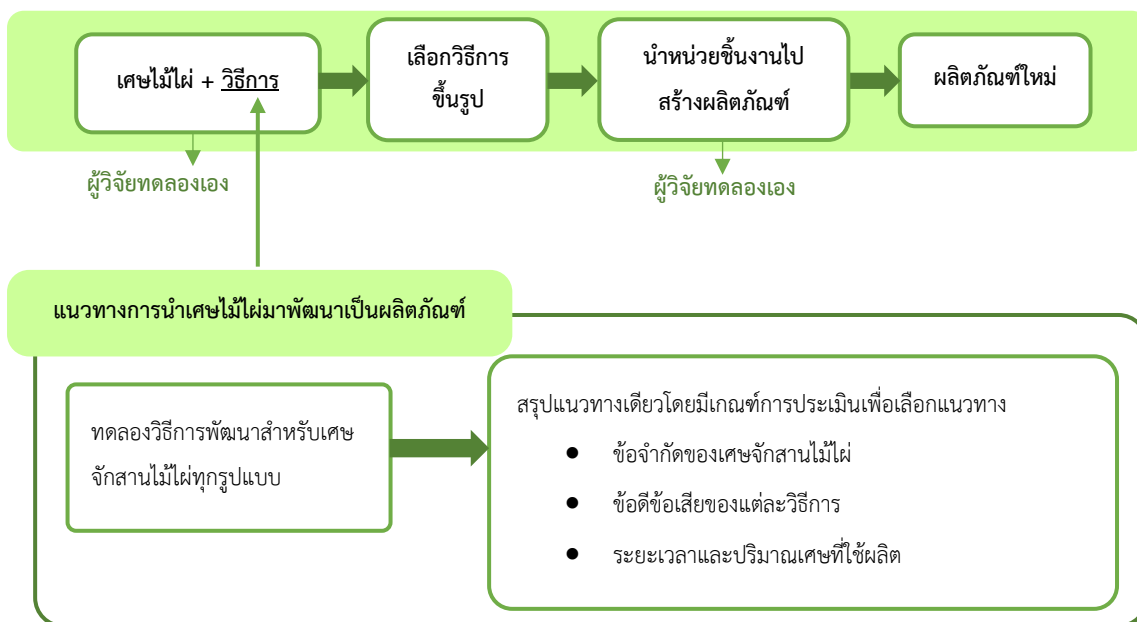 เศษไม้ไผ่ + วิธีการ
เลือกวิธีการ
ขึ้นรูป
นำหน่วยชิ้นงานไป
สร้างผลิตภัณฑ์
ผลิตภัณฑ์ใหม่
ผู้วิจัยทดลองเอง
ผู้วิจัยทดลองเอง
แนวทางการนำเศษไม้ไผ่มาพัฒนาเป็นผลิตภัณฑ์
ทดลองวิธีการพัฒนาสำหรับเศษ
จักสานไม้ไผ่ทุกรูปแบบ
สรุปแนวทางเดียวโดยมีเกณฑ์การประเมินเพื่อเลือกแนวทาง
● ข้อจำกัดของเศษจักสานไม้ไผ่
● ข้อดีข้อเสียของแต่ละวิธีการ
● ระยะเวลาและปริมาณเศษที่ใช้ผลิต